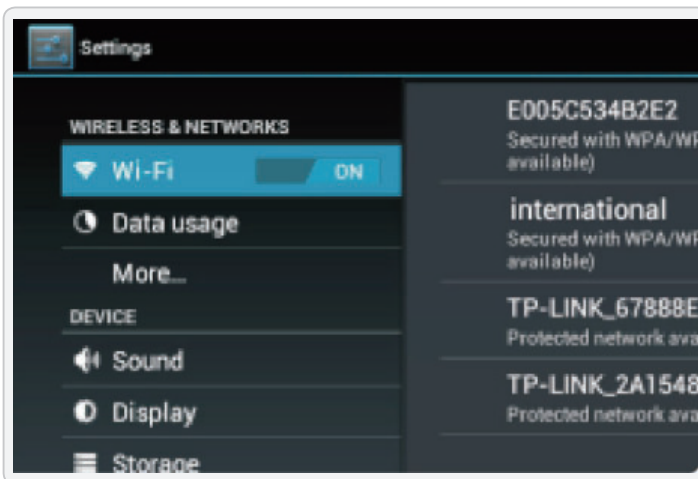 Settings
WIRELESS & NETWORKS
Wi-Fi ON
Data usage
More...
DEVICE
Sound
Display
Storage
E005C534B2E2
Secured with WPA/WP
available)
international
Secured with WPA/WP
available)
TP-LINK_67888E
Protected network ava
TP-LINK_2A1548
Protected network ava